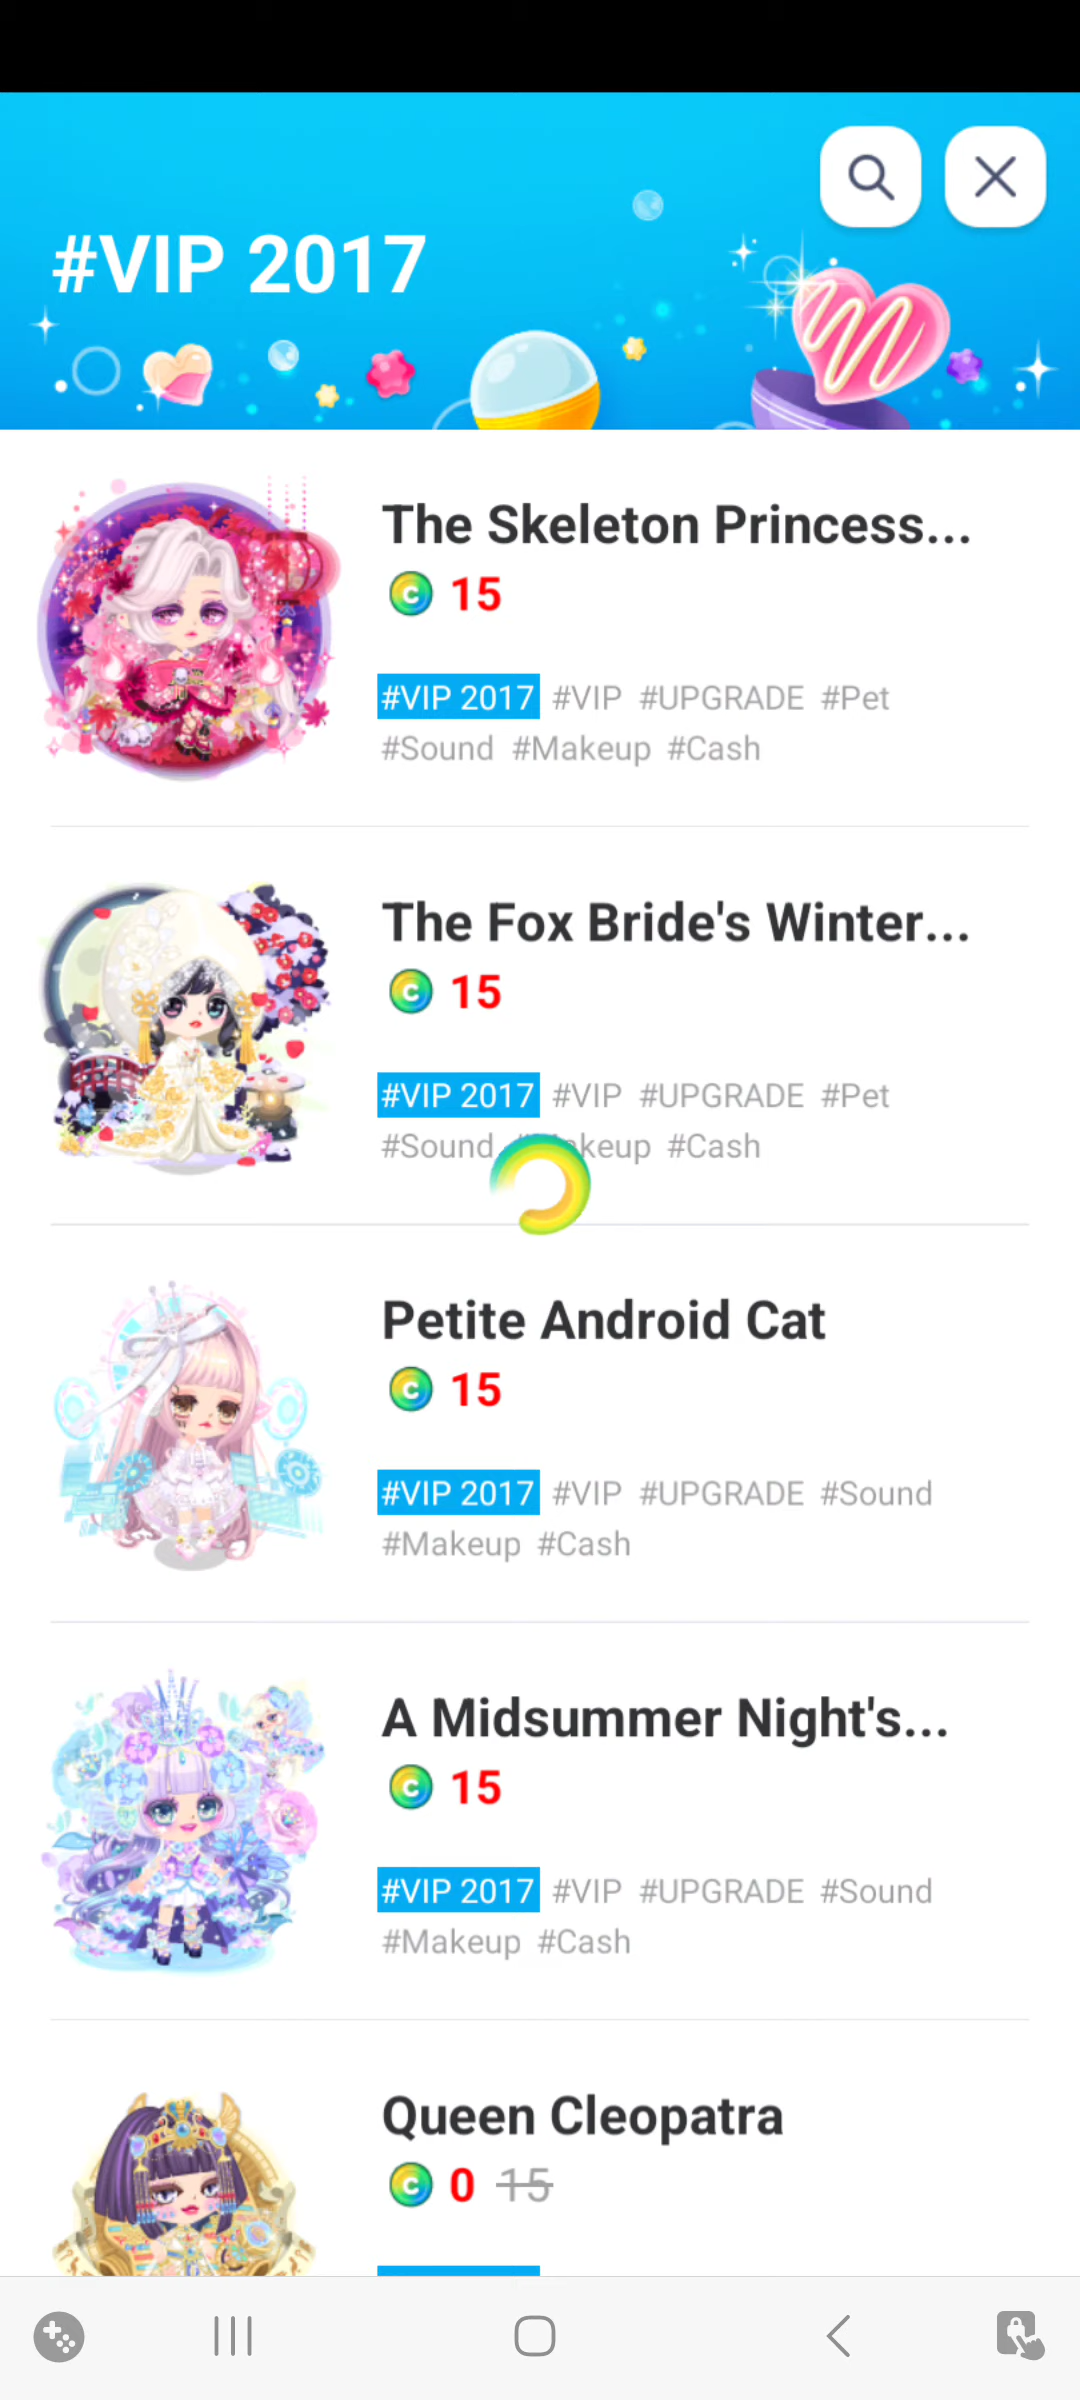 #VIP 2017
The Skeleton Princess...
C 15
#VIP 2017 #VIP #UPGRADE #Pet
#Sound #Makeup #Cash
The Fox Bride's Winter...
C 15
#VIP 2017 #VIP #UPGRADE #Pet
#Sound #Makeup #Cash
Petite Android Cat
C 15
#VIP 2017 #VIP #UPGRADE #Sound
#Makeup #Cash
A Midsummer Night's...
C 15
#VIP 2017 #VIP #UPGRADE #Sound
#Makeup #Cash
Queen Cleopatra
C 0 15